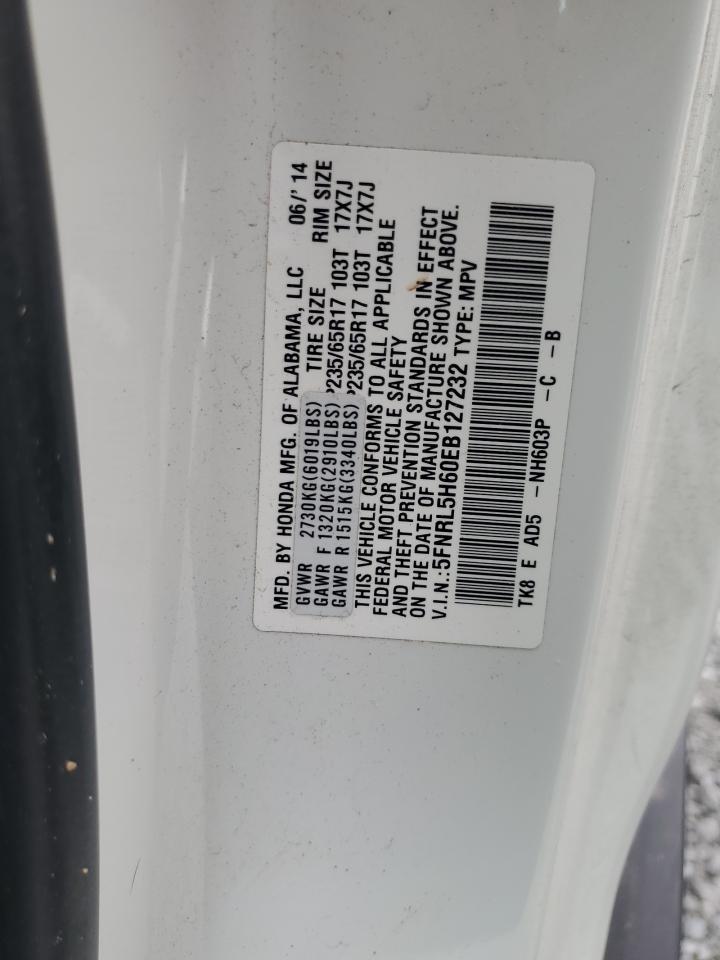 MFD. BY HONDA MFG. OF ALABAMA, LLC 06/'14
GVWR 2730KG(6019LBS) TIRE SIZE RIM SIZE
GAWR F 1320KG(2910LBS) P235/65R17 103T 17X7J
GAWR R 1515KG(3340LBS) P235/65R17 103T 17X7J
THIS VEHICLE CONFORMS TO ALL APPLICABLE
FEDERAL MOTOR VEHICLE SAFETY
AND THEFT PREVENTION STANDARDS IN EFFECT
ON THE DATE OF MANUFACTURE SHOWN ABOVE.
V.I.N.:5FNRL5H60EB127232 TYPE: MPV
TK8 E AD5 -NH603P -C -B